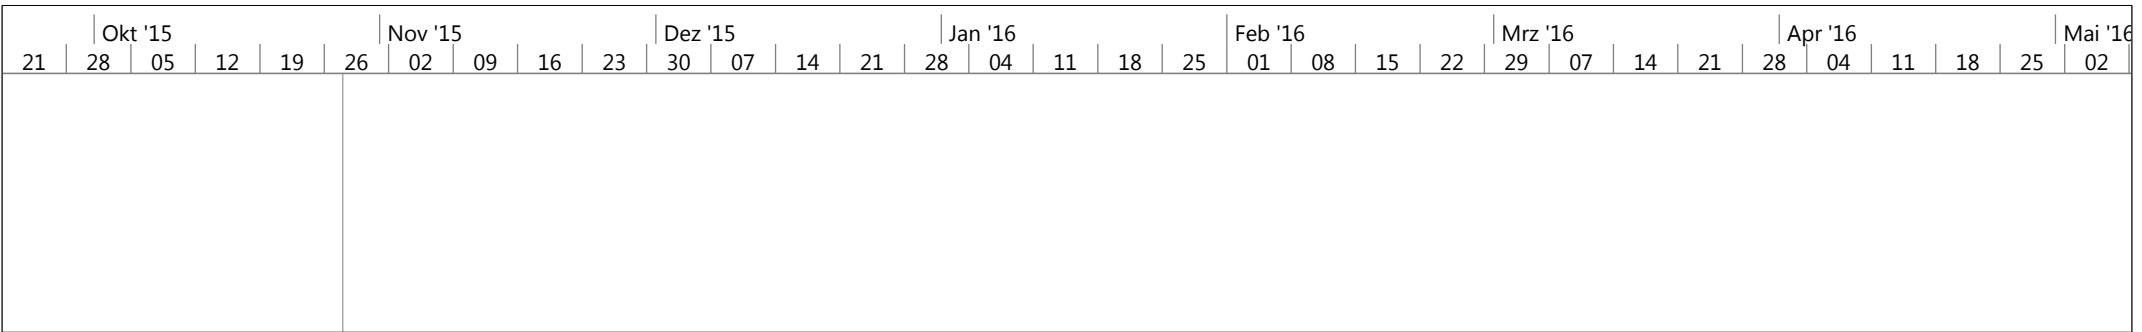 Okt '15 Nov '15 Dez '15 Jan '16 Feb '16 Mrz '16 Apr '16 Mai '16
21 28 05 12 19 26 02 09 16 23 30 07 14 21 28 04 11 18 25 01 08 15 22 29 07 14 21 28 04 11 18 25 02